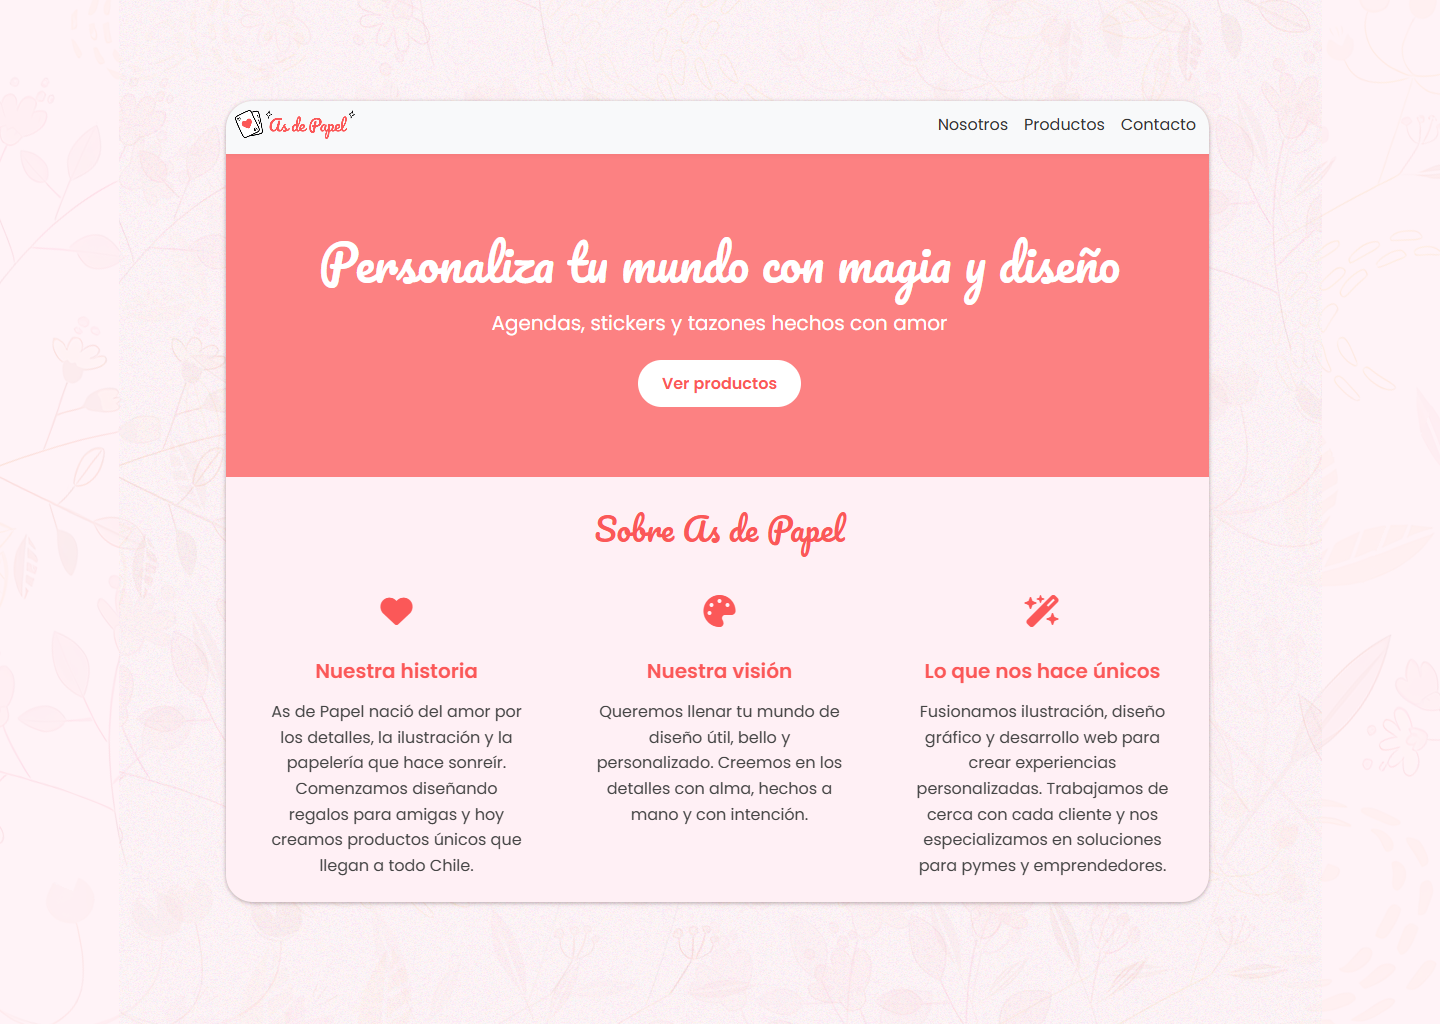 As de Papel
Nosotros Productos Contacto
Personaliza tu mundo con magia y diseño
Agendas, stickers y tazones hechos con amor
Ver productos
Sobre As de Papel
Nuestra historia
As de Papel nació del amor por
los detalles, la ilustración y la
papelería que hace sonreír.
Comenzamos diseñando
regalos para amigas y hoy
creamos productos únicos que
llegan a todo Chile.
Nuestra visión
Queremos llenar tu mundo de
diseño útil, bello y
personalizado. Creemos en los
detalles con alma, hechos a
mano y con intención.
Lo que nos hace únicos
Fusionamos ilustración, diseño
gráfico y desarrollo web para
crear experiencias
personalizadas. Trabajamos de
cerca con cada cliente y nos
especializamos en soluciones
para pymes y emprendedores.